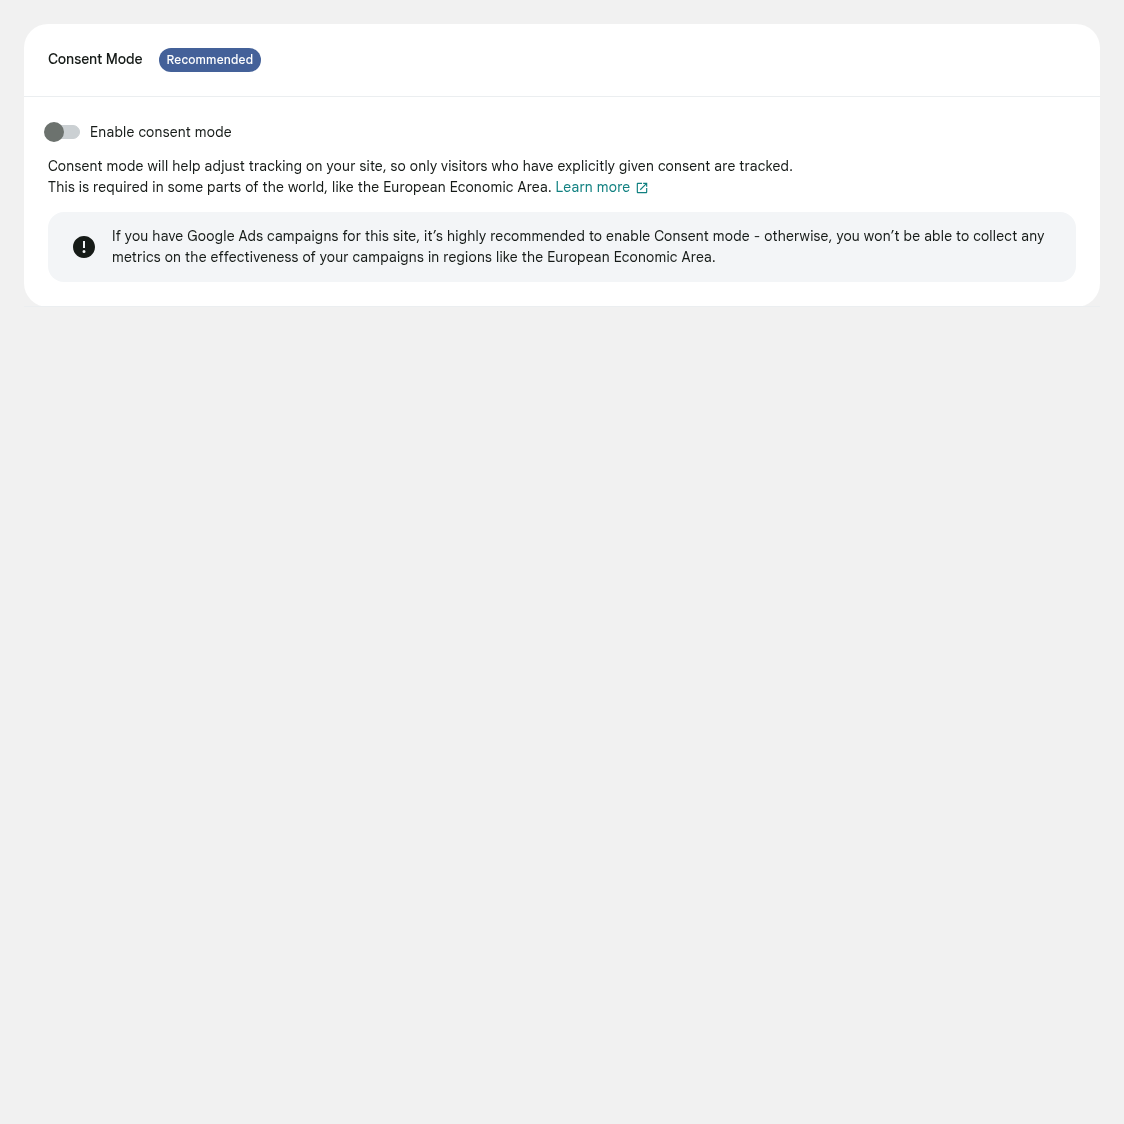 Consent Mode
Recommended
Enable consent mode
Consent mode will help adjust tracking on your site, so only visitors who have explicitly given consent are tracked.
This is required in some parts of the world, like the European Economic Area. Learn more
If you have Google Ads campaigns for this site, it’s highly recommended to enable Consent mode - otherwise, you won’t be able to collect any
metrics on the effectiveness of your campaigns in regions like the European Economic Area.